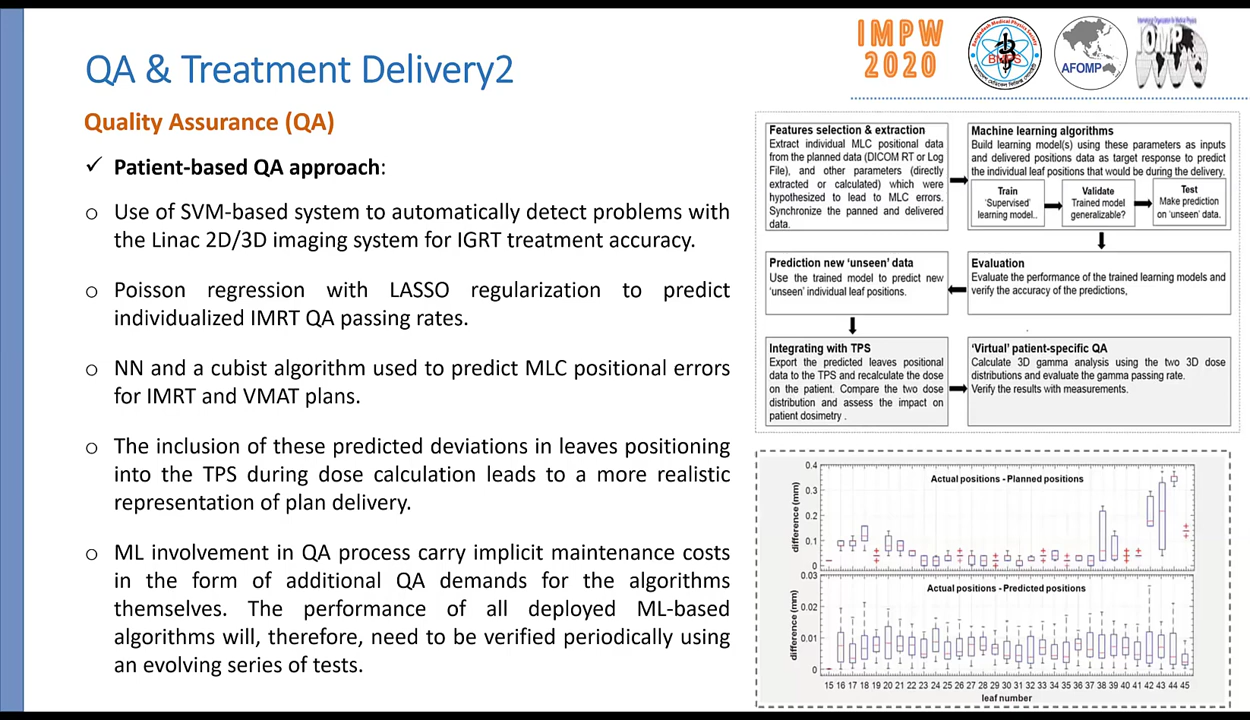 IMPW
2020
BMPS
AFOMP
IOMP
QA & Treatment Delivery2
Quality Assurance (QA)
✓ Patient-based QA approach:
o Use of SVM-based system to automatically detect problems with
the Linac 2D/3D imaging system for IGRT treatment accuracy.
o Poisson regression with LASSO regularization to predict
individualized IMRT QA passing rates.
o NN and a cubist algorithm used to predict MLC positional errors
for IMRT and VMAT plans.
o The inclusion of these predicted deviations in leaves positioning
into the TPS during dose calculation leads to a more realistic
representation of plan delivery.
o ML involvement in QA process carry implicit maintenance costs
in the form of additional QA demands for the algorithms
themselves. The performance of all deployed ML-based
algorithms will, therefore, need to be verified periodically using
an evolving series of tests.
Features selection & extraction
Extract individual MLC positional data
from the planned data (DICOM RT or Log
File), and other parameters (directly
extracted or calculated) which were
hypothesized to lead to MLC errors.
Synchronize the panned and delivered
data.
Machine learning algorithms
Build learning model(s) using these parameters as inputs
and delivered positions data as target response to predict
the individual leaf positions that would be during the delivery.
Train
'Supervised'
learning model..
Validate
Trained model
generalizable?
Test
Make prediction
on 'unseen' data.
Prediction new 'unseen' data
Use the trained model to predict new
'unseen' individual leaf positions.
Evaluation
Evaluate the performance of the trained learning models and
verify the accuracy of the predictions,
Integrating with TPS
Export the predicted leaves positional
data to the TPS and recalculate the dose
on the patient. Compare the two dose
distribution and assess the impact on
patient dosimetry .
'Virtual' patient-specific QA
Calculate 3D gamma analysis using the two 3D dose
distributions and evaluate the gamma passing rate.
Verify the results with measurements.
Actual positions - Planned positions
difference (mm)
0.4
0.3
0.2
0.1
0
Actual positions - Predicted positions
difference (mm)
0.03
0.02
0.01
0
15 16 17 18 19 20 21 22 23 24 25 26 27 28 29 30 31 32 33 34 35 36 37 38 39 40 41 42 43 44 45
leaf number